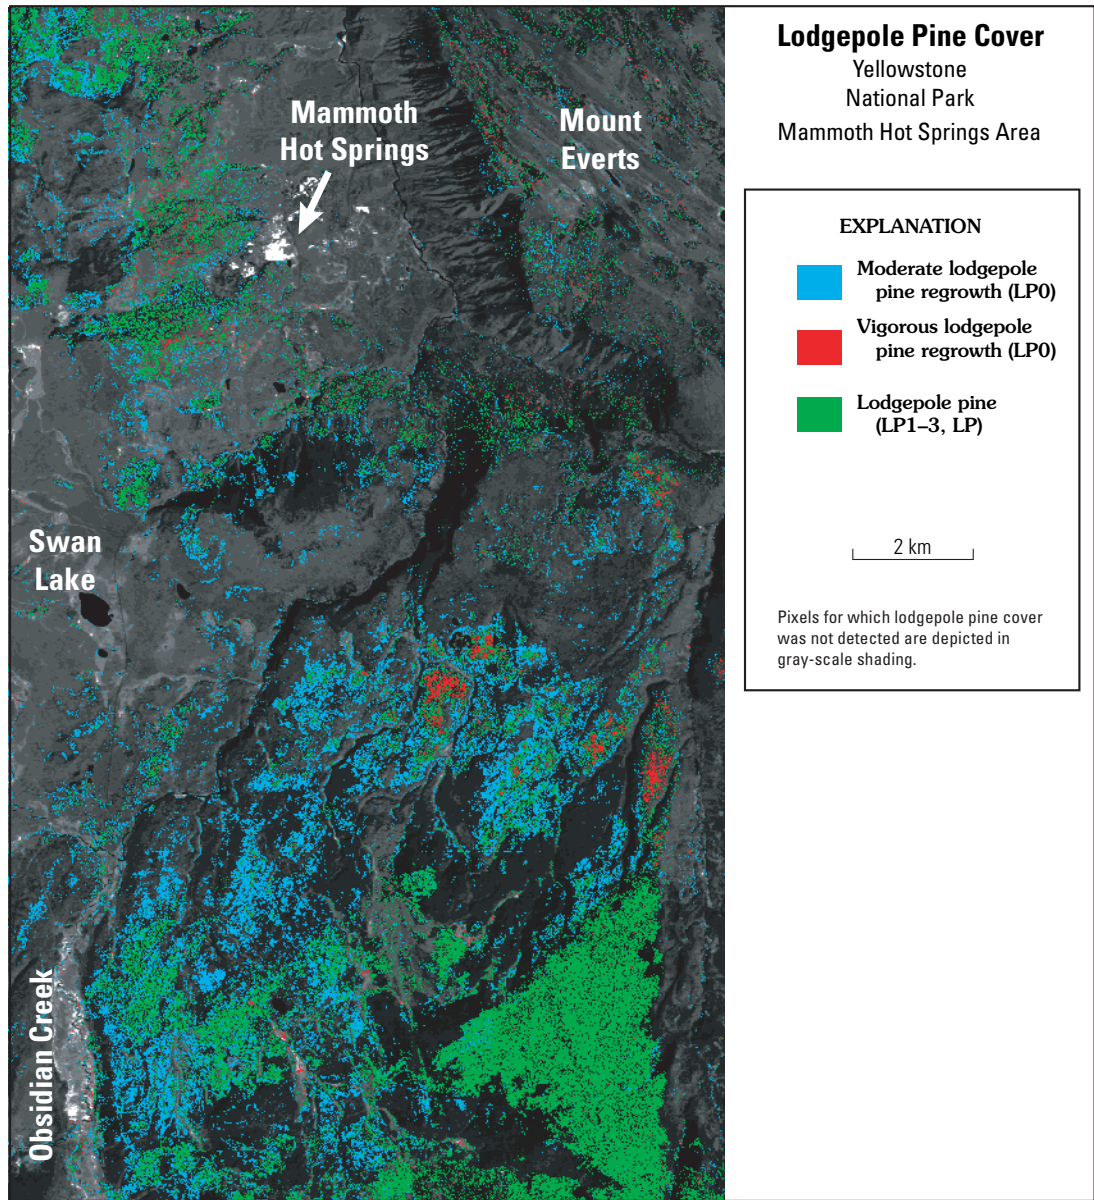 Lodgepole Pine Cover
Yellowstone
National Park
Mammoth Hot Springs Area
Mammoth
Hot Springs
Mount
Everts
Swan
Lake
Obsidian Creek
EXPLANATION
Moderate lodgepole
pine regrowth (LP0)
Vigorous lodgepole
pine regrowth (LP0)
Lodgepole pine
(LP1–3, LP)
2 km
Pixels for which lodgepole pine cover
was not detected are depicted in
gray-scale shading.